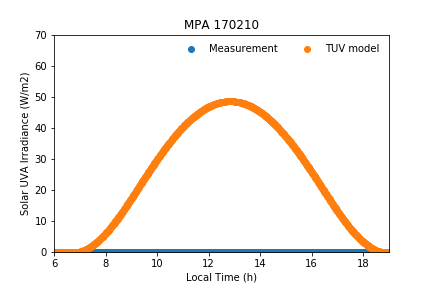 MPA 170210
Measurement
TUV model
Solar UVA Irradiance (W/m2)
70
60
50
40
30
20
10
0
6 8 10 12 14 16 18
Local Time (h)